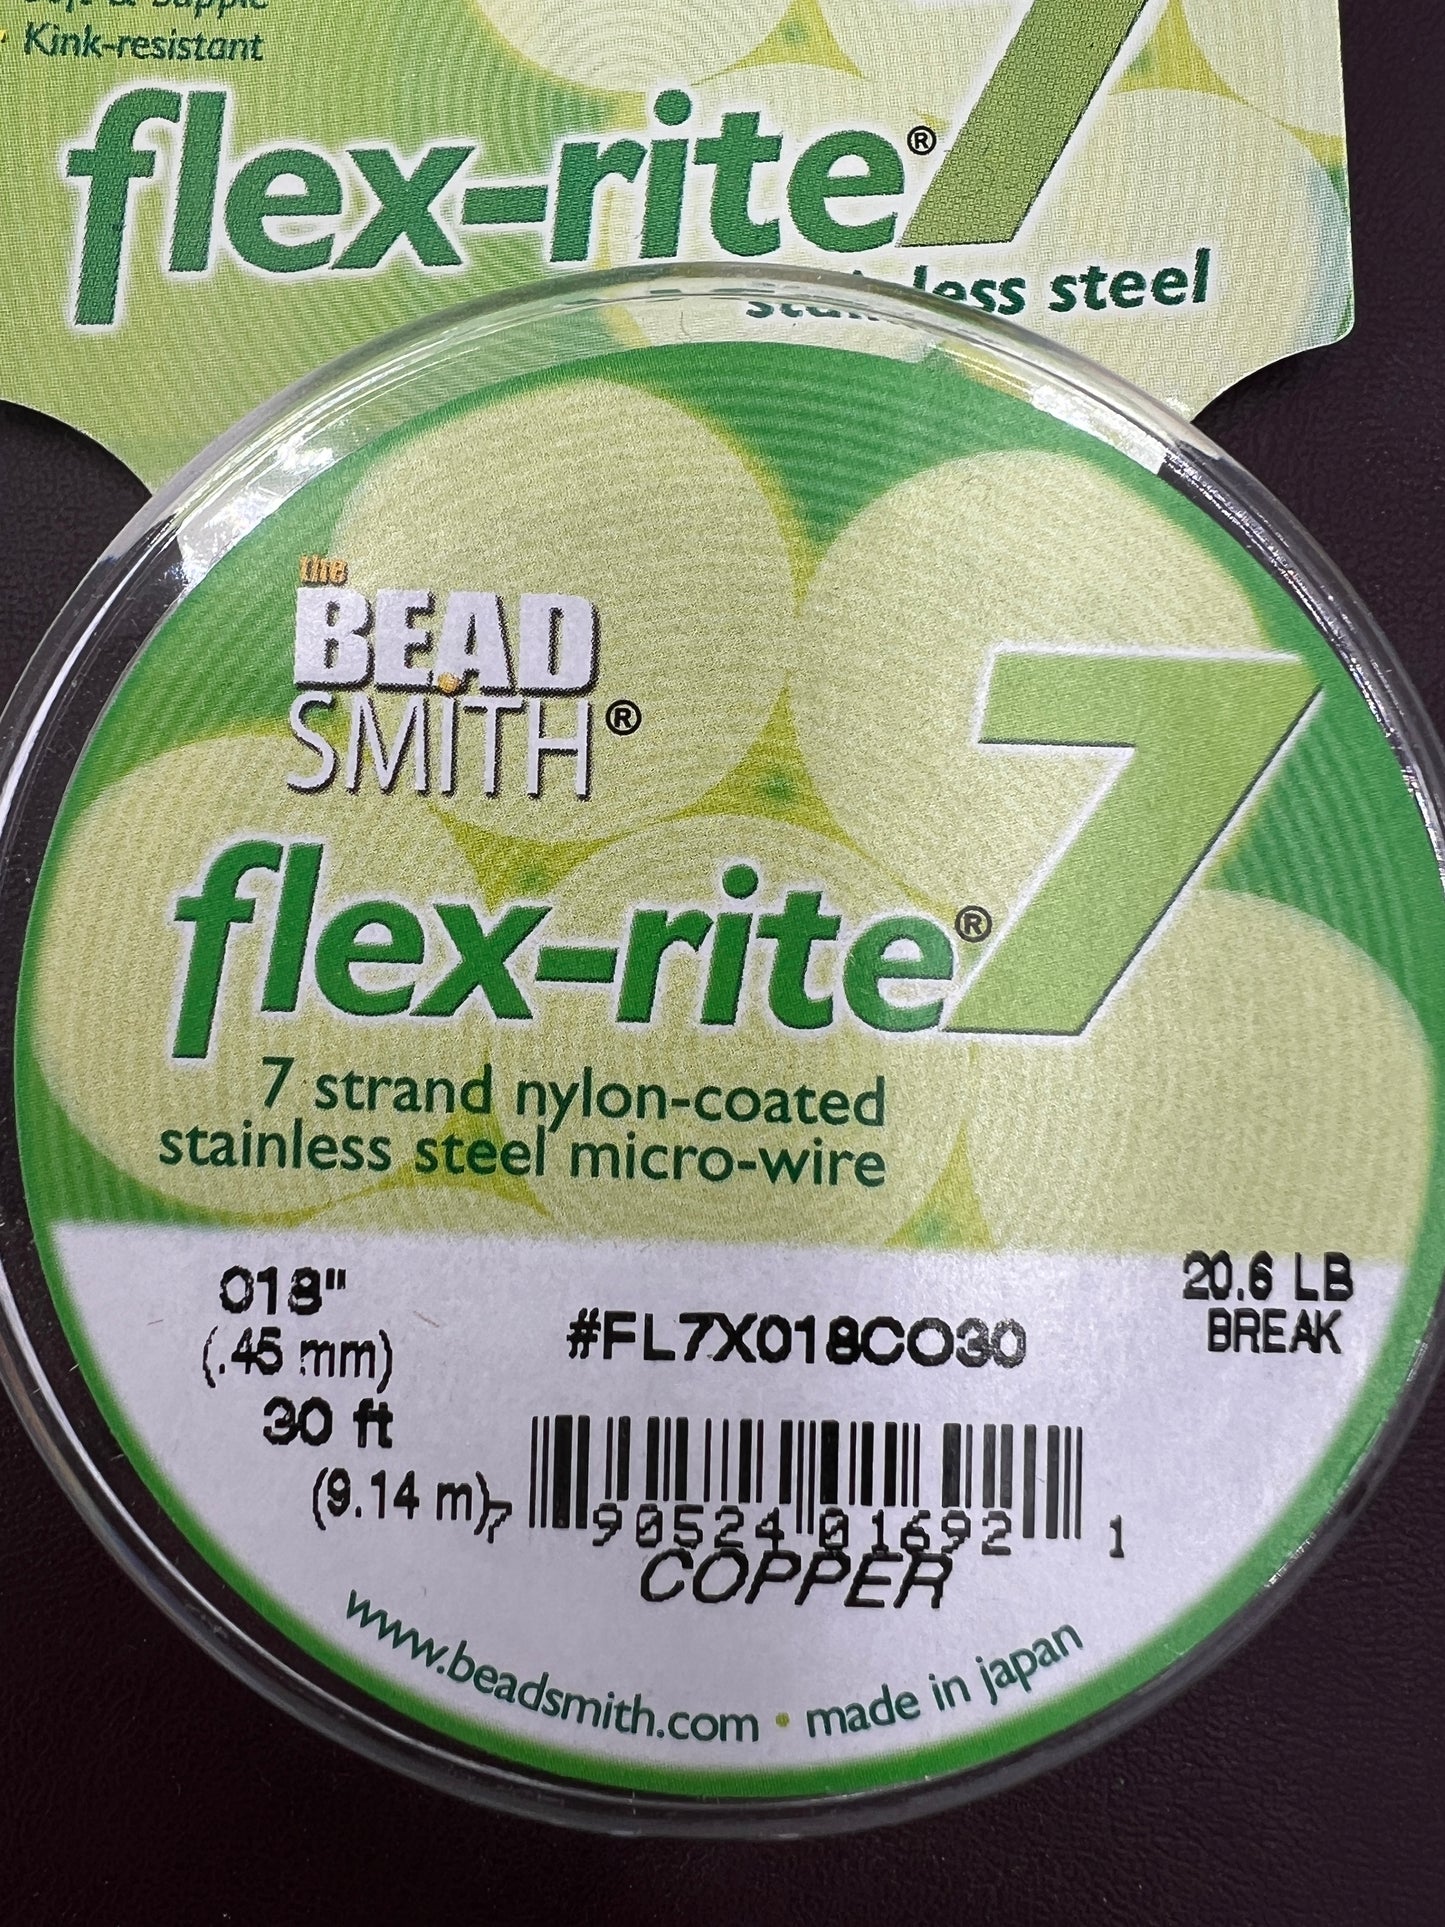 & Supple
Kink-resistant
flex-rite® 7
stainless steel
the
BEAD
SMITH®
flex-rite® 7
7 strand nylon-coated
stainless steel micro-wire
.018"
(.45 mm)
30 ft
(9.14 m)
#FL7X018CO30
20.6 LB
BREAK
7 90524 01692 1
COPPER
www.beadsmith.com • made in japan